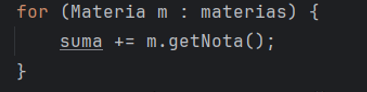 for (Materia m : materias) {
    suma += m.getNota();
}